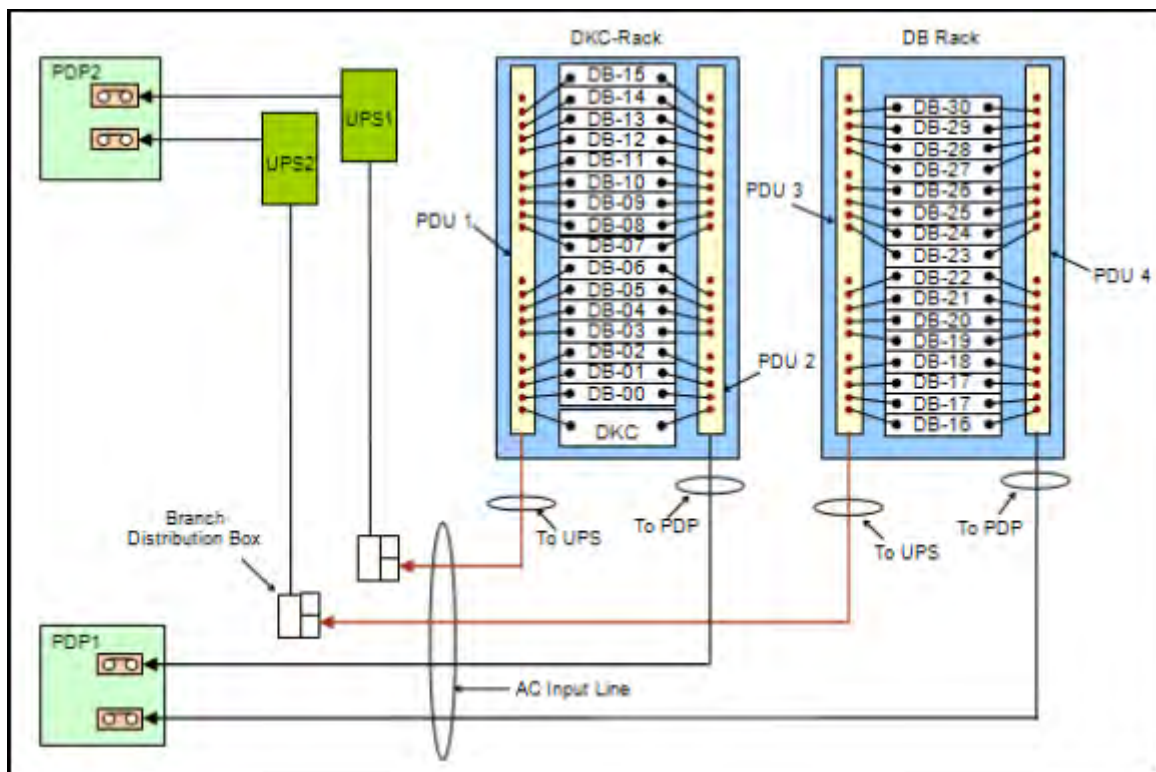 DKC-Rack
DB Rack
PDP2
UPS1
UPS2
DB-15
DB-14
DB-13
DB-12
DB-11
DB-10
DB-09
DB-08
DB-07
DB-06
DB-05
DB-04
DB-03
DB-02
DB-01
DB-00
DKC
PDU 1
PDU 2
DB-30
DB-29
DB-28
DB-27
DB-26
DB-25
DB-24
DB-23
DB-22
DB-21
DB-20
DB-19
DB-18
DB-17
DB-17
DB-16
PDU 3
PDU 4
To UPS
To PDP
To UPS
To PDP
Branch
Distribution Box
PDP1
AC Input Line